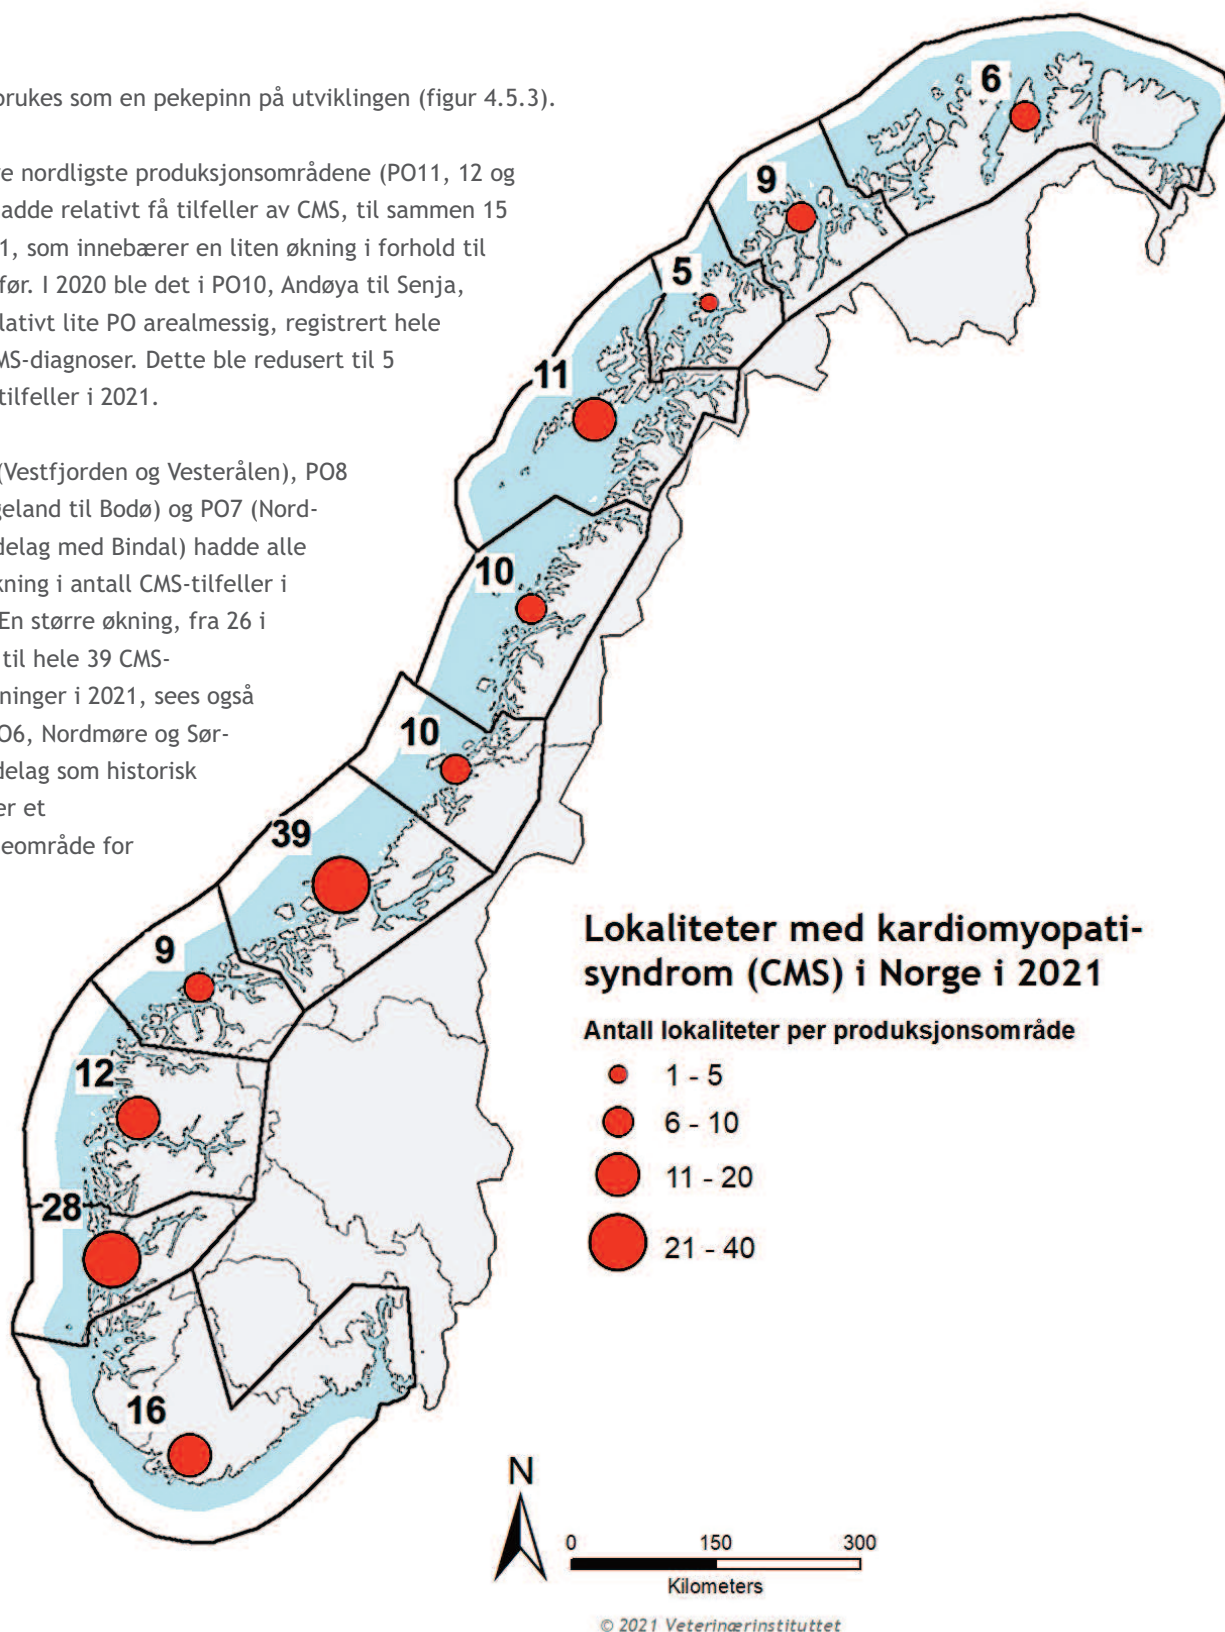 brukes som en pekepinn på utviklingen (figur 4.5.3).
nordligste produksjonsområdene (PO11, 12 og
adde relativt få tilfeller av CMS, til sammen 15
1, som innebærer en liten økning i forhold til
før. I 2020 ble det i PO10, Andøya til Senja,
lativt lite PO arealmessig, registrert hele
MS-diagnoser. Dette ble redusert til 5
tilfeller i 2021.
(Vestfjorden og Vesterålen), PO8
geland til Bodø) og PO7 (Nord-
delag med Bindal) hadde alle
kning i antall CMS-tilfeller i
En større økning, fra 26 i
til hele 39 CMS-
ninger i 2021, sees også
O6, Nordmøre og Sør-
delag som historisk
er et
eområde for
6
9
5
11
10
10
39
9
12
28
16
Lokaliteter med kardiomyopati-
syndrom (CMS) i Norge i 2021
Antall lokaliteter per produksjonsområde
1 - 5
6 - 10
11 - 20
21 - 40
N
0 150 300
Kilometers
© 2021 Veterinærinstituttet